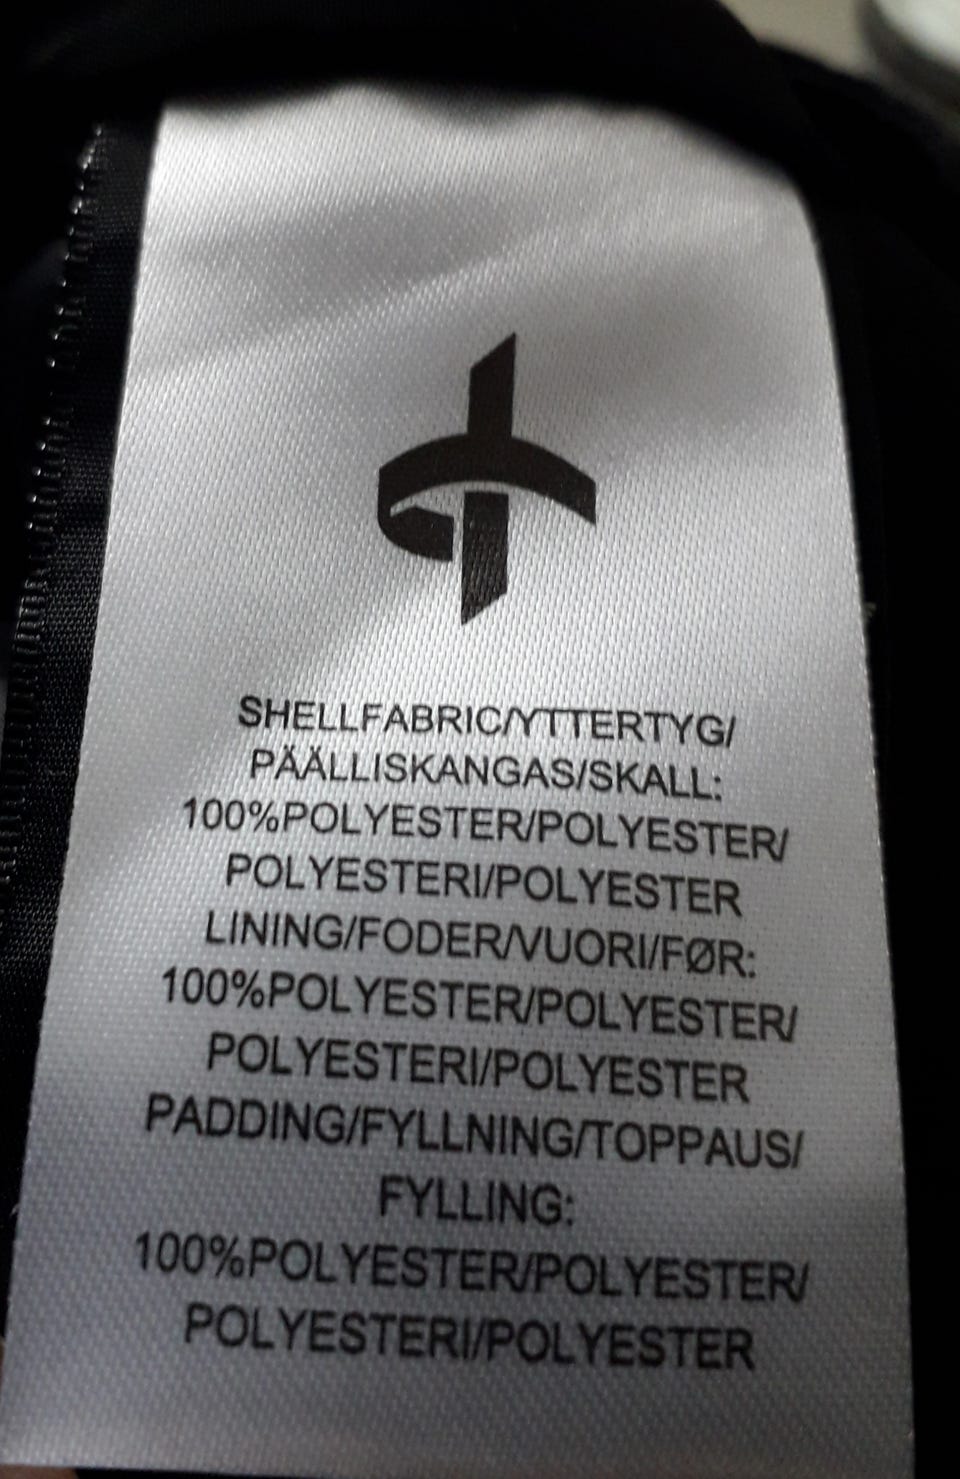 SHELLFABRIC/YTTERTYG/
PÄÄLLISKANGAS/SKALL:
100%POLYESTER/POLYESTER/
POLYESTERI/POLYESTER
LINING/FODER/VUORI/FØR:
100%POLYESTER/POLYESTER/
POLYESTERI/POLYESTER
PADDING/FYLLNING/TOPPAUS/
FYLLING:
100%POLYESTER/POLYESTER/
POLYESTERI/POLYESTER